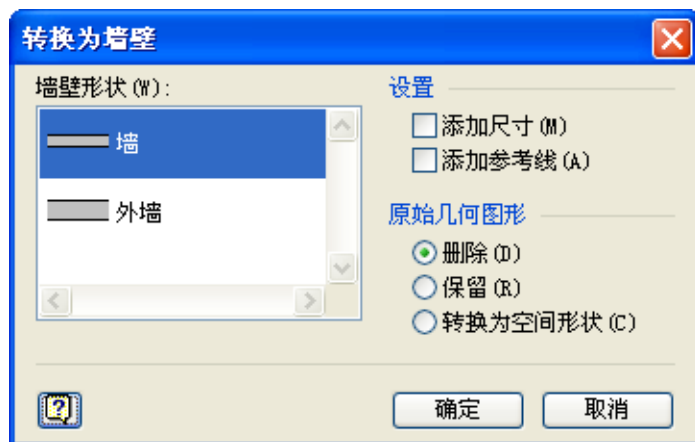 转换为墙壁
墙壁形状(W):
墙
外墙
设置
添加尺寸(M)
添加参考线(A)
原始几何图形
删除(D)
保留(R)
转换为空间形状(C)
确定
取消